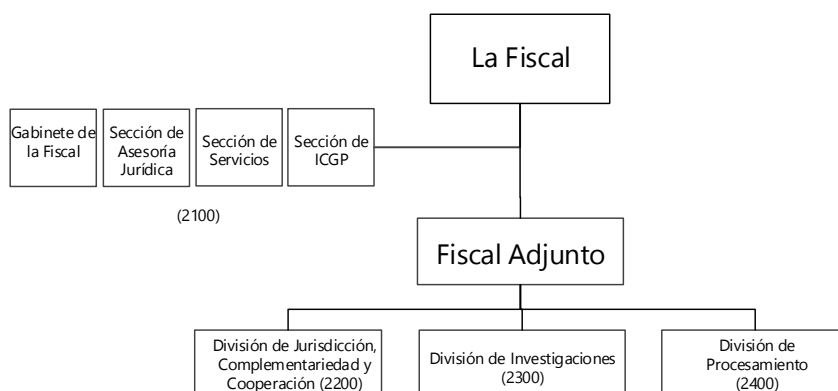 La Fiscal
Gabinete de
la Fiscal
Sección de
Asesoría
Jurídica
Sección de
Servicios
Sección de
ICGP
(2100)
Fiscal Adjunto
División de Jurisdicción,
Complementariedad y
Cooperación (2200)
División de Investigaciones
(2300)
División de
Procesamiento
(2400)